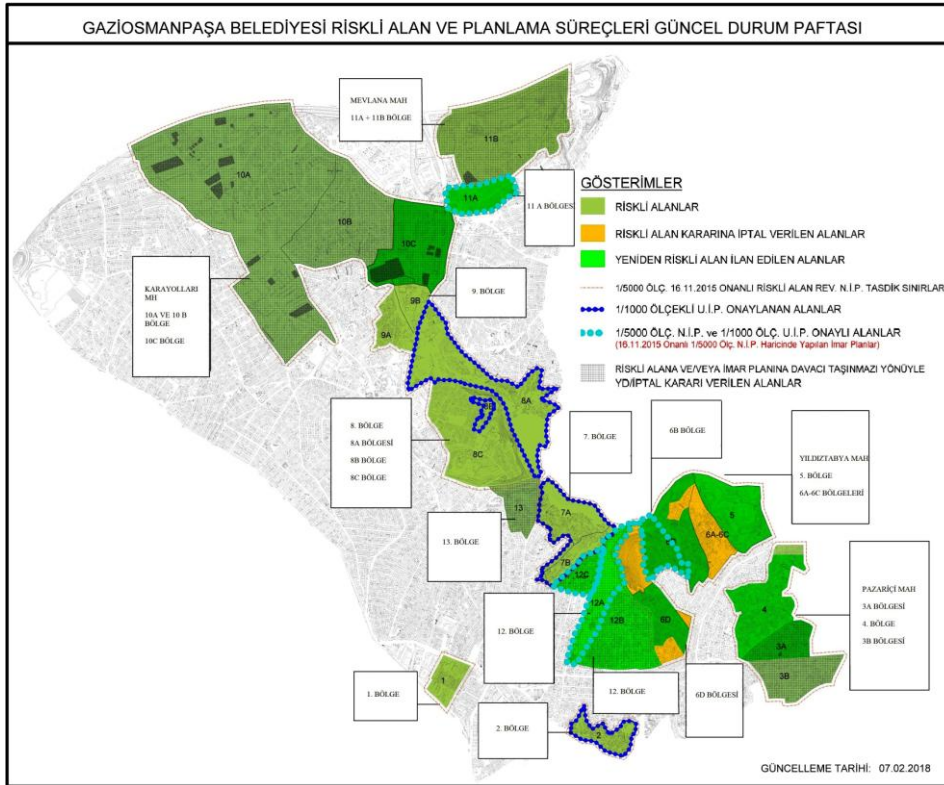 GAZİOSMANPAŞA BELEDİYESİ RİSKLİ ALAN VE PLANLAMA SÜREÇLERİ GÜNCEL DURUM PAFTASI
MEVLANA MAH
11A + 11B BÖLGE
11B
11A
11 A BÖLGESİ
10A
10B
10C
KARAYOLLARI
MH
10A VE 10 B
BÖLGE
10C BÖLGE
9. BÖLGE
9B
9A
GÖSTERİMLER
RİSKLİ ALANLAR
RİSKLİ ALAN KARARINA İPTAL VERİLEN ALANLAR
YENİDEN RİSKLİ ALAN İLAN EDİLEN ALANLAR
1/5000 ÖLÇ. 16.11.2015 ONANLI RİSKLİ ALAN REV. N.İ.P. TASDİK SINIRLAR
1/1000 ÖLÇEKLİ U.İ.P. ONAYLANAN ALANLAR
1/5000 ÖLÇ. N.İ.P. ve 1/1000 ÖLÇ. U.İ.P. ONAYLI ALANLAR
(16.11.2015 Onanlı 1/5000 Ölç. N.İ.P. Haricinde Yapılan İmar Planları)
RİSKLİ ALANA VE/VEYA İMAR PLANINA DAVACI TAŞINMAZI YÖNÜYLE
YD/İPTAL KARARI VERİLEN ALANLAR
8A
8B
8C
8. BÖLGE
8A BÖLGESİ
8B BÖLGE
8C BÖLGE
7. BÖLGE
6B BÖLGE
YILDIZTABYA MAH
5. BÖLGE
6A-6C BÖLGELERİ
13
13. BÖLGE
7A
7B
5
6A-6C
12C
12A
12B
6D
4
3A
3B
PAZARİÇİ MAH
3A BÖLGESİ
4. BÖLGE
3B BÖLGESİ
12. BÖLGE
12. BÖLGE
6D BÖLGESİ
1
1. BÖLGE
2
2. BÖLGE
GÜNCELLEME TARİHİ: 07.02.2018